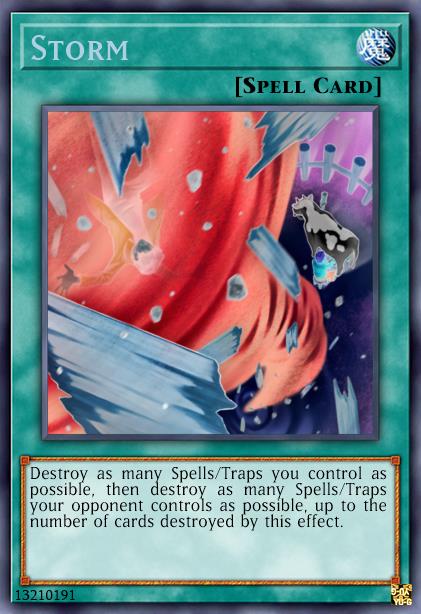 Storm
魔
[Spell Card]
Destroy as many Spells/Traps you control as
possible, then destroy as many Spells/Traps
your opponent controls as possible, up to the
number of cards destroyed by this effect.
13210191